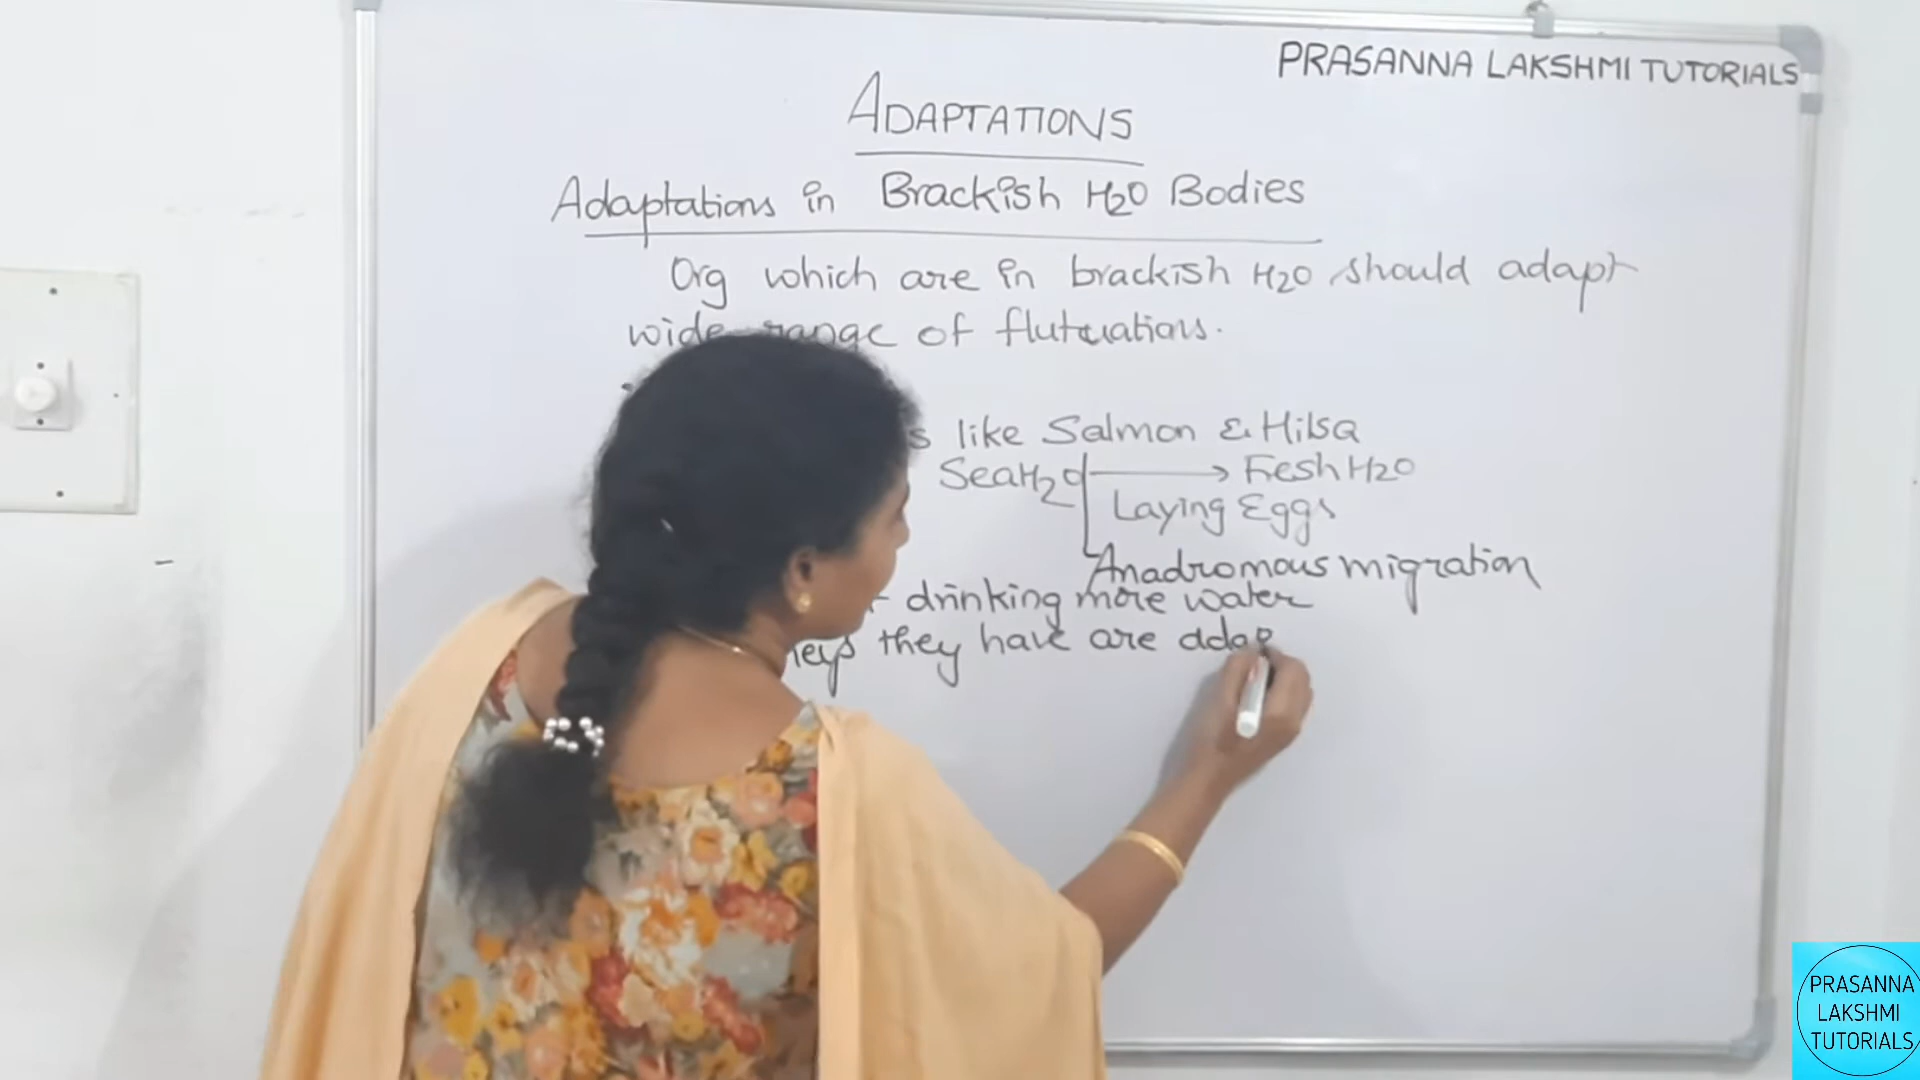 PRASANNA LAKSHMI TUTORIALS
ADAPTATIONS
Adaptations in Brackish H2O Bodies
Org which are in brackish H2O should adapt
wide range of flutuations.
like Salmon & Hilsa
SeaH2O → Fresh H2O
Laying Eggs
Anadromous migration
drinking more water
they have are adap
PRASANNA
LAKSHMI
TUTORIALS